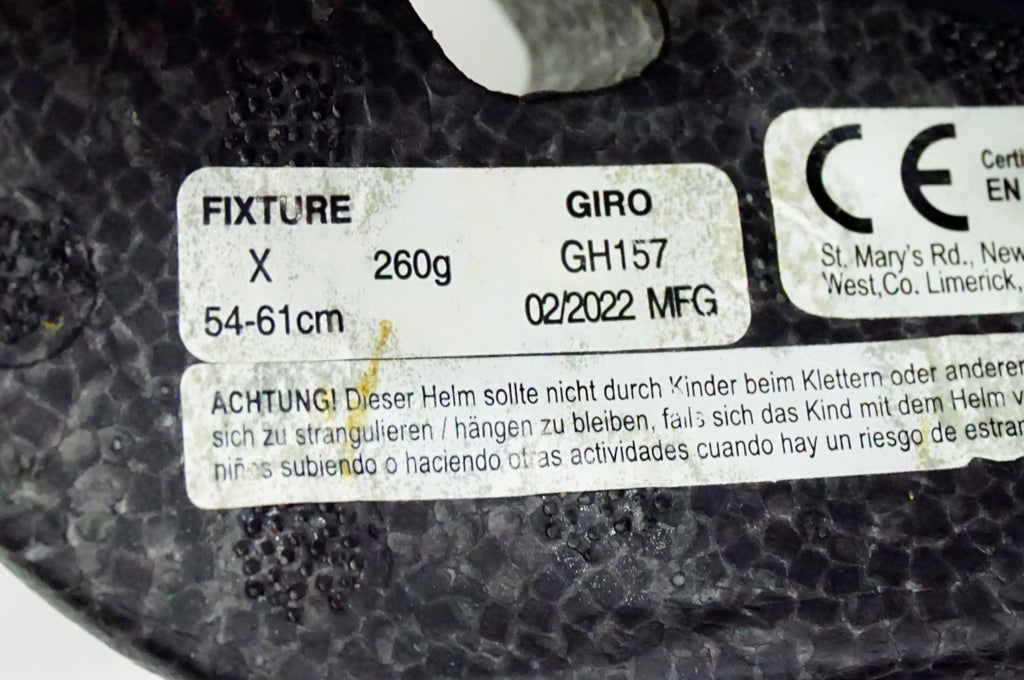 FIXTURE GIRO
X 260g GH157
54-61cm 02/2022 MFG
CE Certi
EN
St. Mary's Rd., New
West,Co. Limerick,
ACHTUNG! Dieser Helm sollte nicht durch Kinder beim Klettern oder anderen
sich zu strangulieren / hängen zu bleiben, falls sich das Kind mit dem Helm v
niños subiendo o haciendo otras actividades cuando hay un riesgo de estran